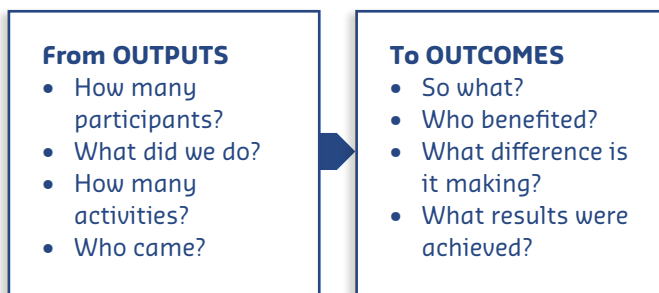 From OUTPUTS
• How many
participants?
• What did we do?
• How many
activities?
• Who came?
To OUTCOMES
• So what?
• Who benefited?
• What difference is
it making?
• What results were
achieved?